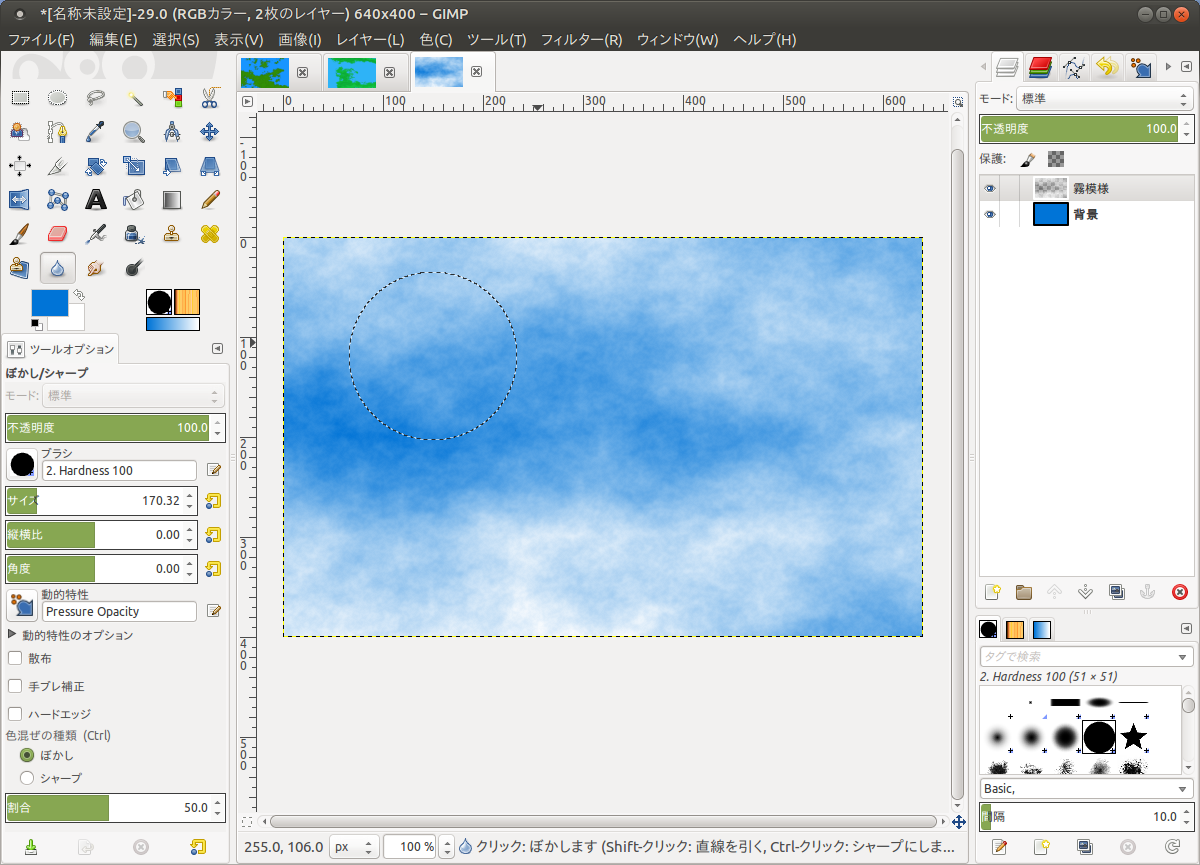 *[名称未設定]-29.0 (RGBカラー, 2枚のレイヤー) 640x400 – GIMP
ファイル(F) 編集(E) 選択(S) 表示(V) 画像(I) レイヤー(L) 色(C) ツール(T) フィルター(R) ウィンドウ(W) ヘルプ(H)
0 100 200 300 400 500 600
100
0
100
200
300
400
500
ツールオプション
ぼかし/シャープ
モード: 標準
不透明度 100.0
ブラシ
2. Hardness 100
サイズ 170.32
縦横比 0.00
角度 0.00
動的特性
Pressure Opacity
動的特性のオプション
散布
手ブレ補正
ハードエッジ
色混ぜの種類 (Ctrl)
ぼかし
シャープ
割合 50.0
255.0, 106.0 px 100 % クリック: ぼかします (Shift-クリック: 直線を引く, Ctrl-クリック: シャープにしま...
モード: 標準
不透明度 100.0
保護:
霧模様
背景
タグで検索
2. Hardness 100 (51 × 51)
Basic,
間隔 10.0